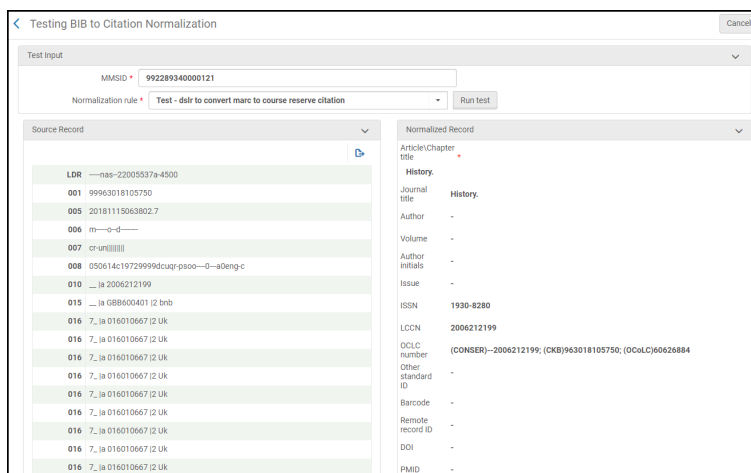 Testing BIB to Citation Normalization
Cancel
Test Input
MMSID * 992289340000121
Normalization rule * Test - dslr to convert marc to course reserve citation
Run test
Source Record
LDR -----nas--22005537a-4500
001 99963018105750
005 20181115063802.7
006 m-----o--d--------
007 cr-un|||||||||
008 050614c19729999dcuqr-psoo----0---a0eng-c
010 __ |a 2006212199
015 __ |a GBB600401 |2 bnb
016 7_ |a 016010667 |2 Uk
016 7_ |a 016010667 |2 Uk
016 7_ |a 016010667 |2 Uk
016 7_ |a 016010667 |2 Uk
016 7_ |a 016010667 |2 Uk
016 7_ |a 016010667 |2 Uk
016 7_ |a 016010667 |2 Uk
016 7_ |a 016010667 |2 Uk
016 7_ |a 016010667 |2 Uk
Normalized Record
Article\Chapter
title *
History.
Journal
title History.
Author -
Volume -
Author
initials -
Issue -
ISSN 1930-8280
LCCN 2006212199
OCLC
number (CONSER)--2006212199; (CKB)963018105750; (OCoLC)60626884
Other
standard -
ID
Barcode -
Remote
record ID -
DOI -
PMID -